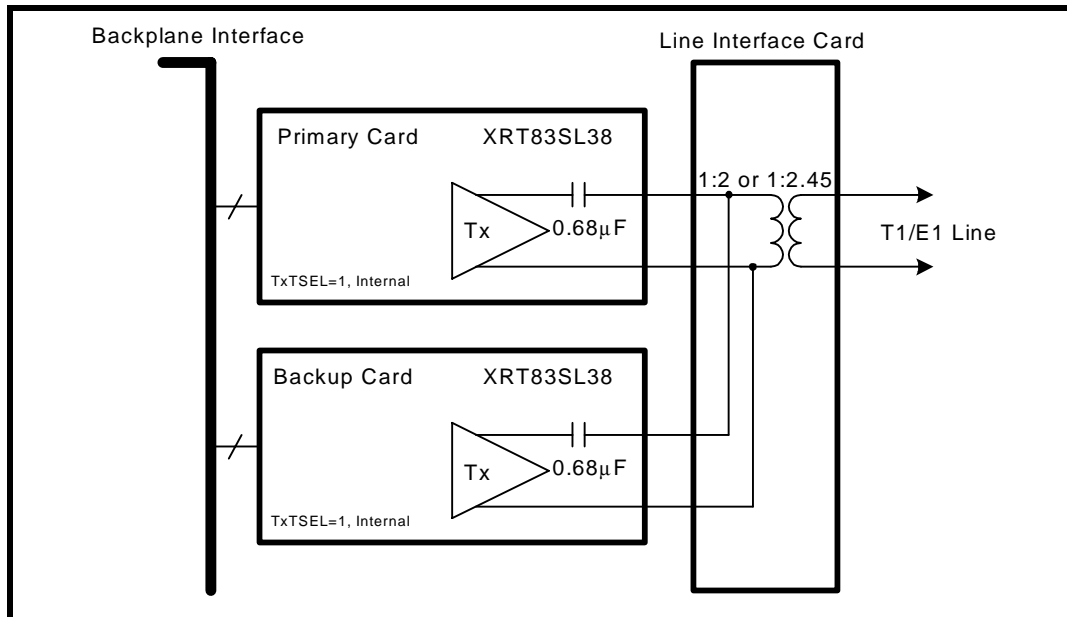 Backplane Interface
Line Interface Card
Primary Card XRT83SL38
1:2 or 1:2.45
Tx
0.68μF
T1/E1 Line
TxTSEL=1, Internal
Backup Card XRT83SL38
Tx
0.68μF
TxTSEL=1, Internal